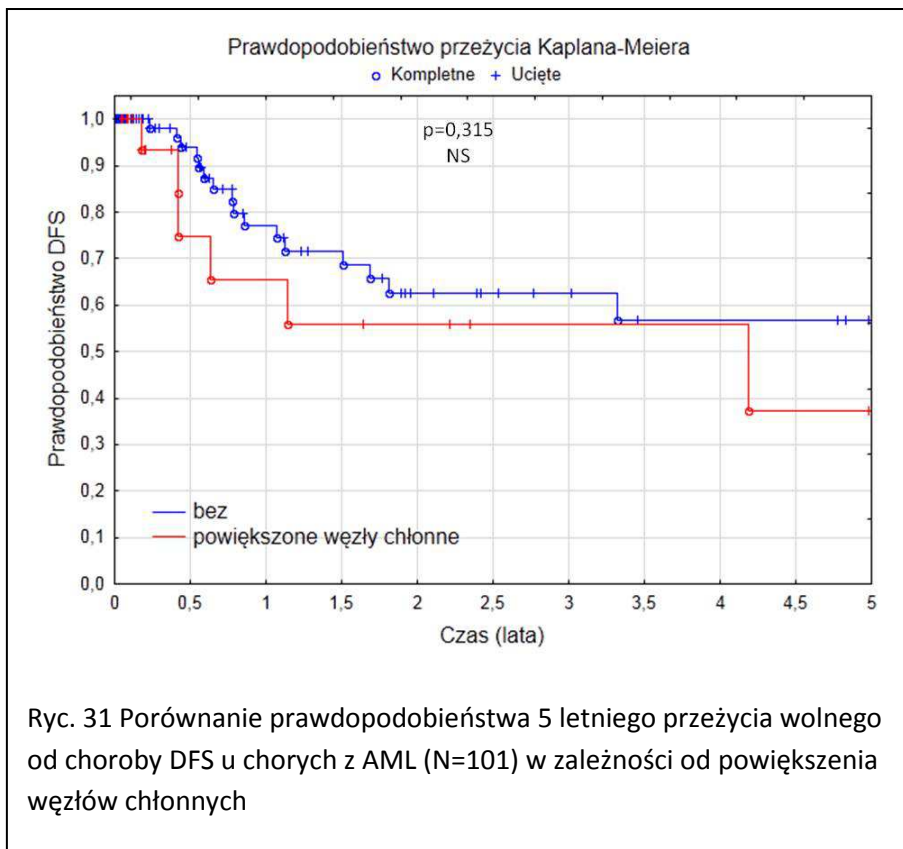 Prawdopodobieństwo przeżycia Kaplana-Meiera
Kompletne + Ucięte
p=0,315
NS
1,0
0,9
0,8
0,7
0,6
0,5
0,4
0,3
0,2
0,1
0,0
Prawdopodobieństwo DFS
bez
powiększone węzły chłonne
0 0,5 1 1,5 2 2,5 3 3,5 4 4,5 5
Czas (lata)
Ryc. 31 Porównanie prawdopodobieństwa 5 letniego przeżycia wolnego
od choroby DFS u chorych z AML (N=101) w zależności od powiększenia
węzłów chłonnych